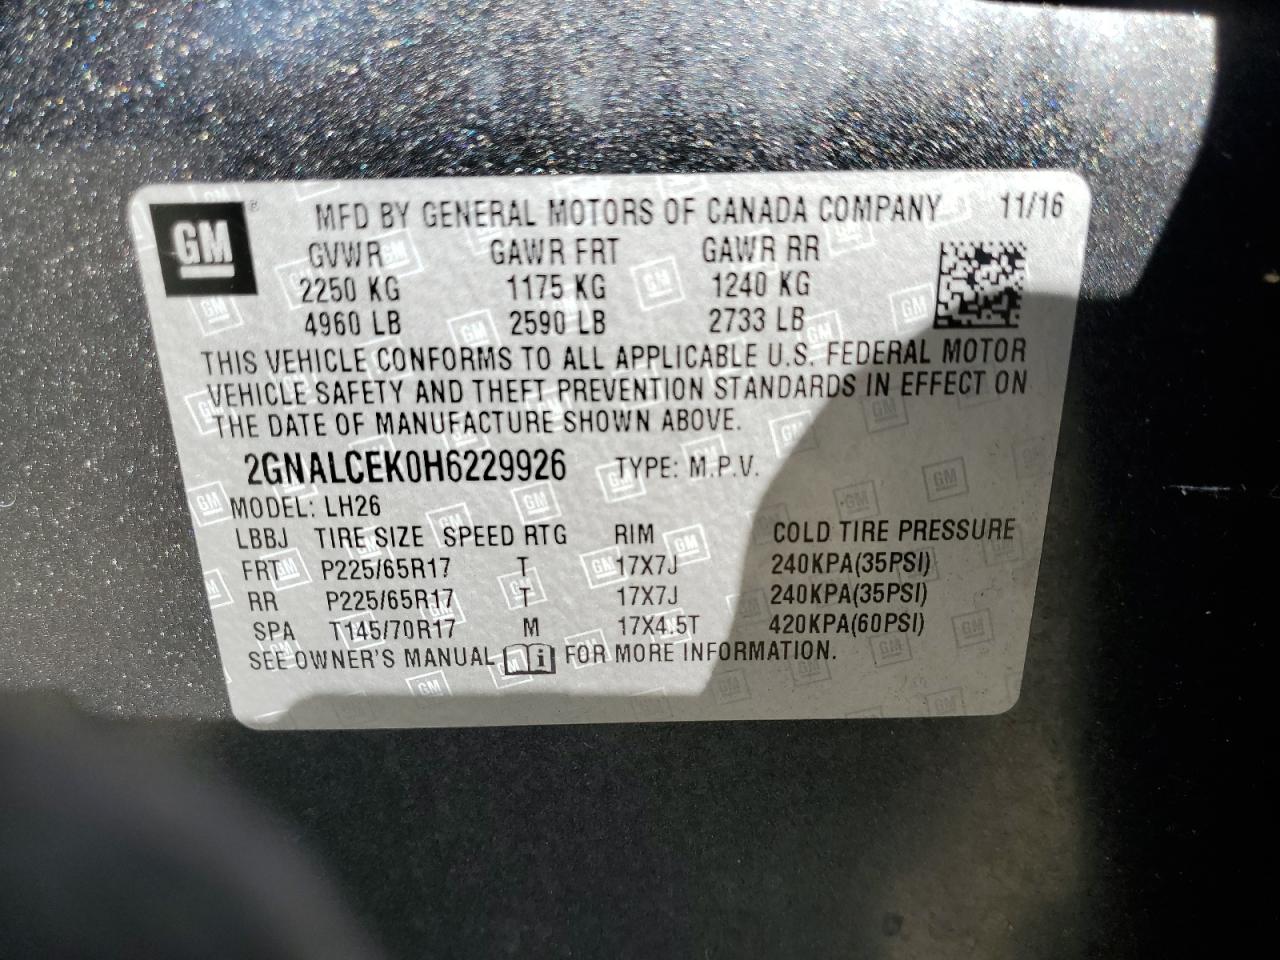 GM ® MFD BY GENERAL MOTORS OF CANADA COMPANY 11/16
GVWR GAWR FRT GAWR RR
2250 KG 1175 KG 1240 KG
4960 LB 2590 LB 2733 LB
THIS VEHICLE CONFORMS TO ALL APPLICABLE U.S. FEDERAL MOTOR
VEHICLE SAFETY AND THEFT PREVENTION STANDARDS IN EFFECT ON
THE DATE OF MANUFACTURE SHOWN ABOVE.
2GNALCEK0H6229926 TYPE: M.P.V.
MODEL: LH26
LBBJ TIRE SIZE SPEED RTG RIM COLD TIRE PRESSURE
FRT P225/65R17 T 17X7J 240KPA(35PSI)
RR P225/65R17 T 17X7J 240KPA(35PSI)
SPA T145/70R17 M 17X4.5T 420KPA(60PSI)
SEE OWNER'S MANUAL i FOR MORE INFORMATION.